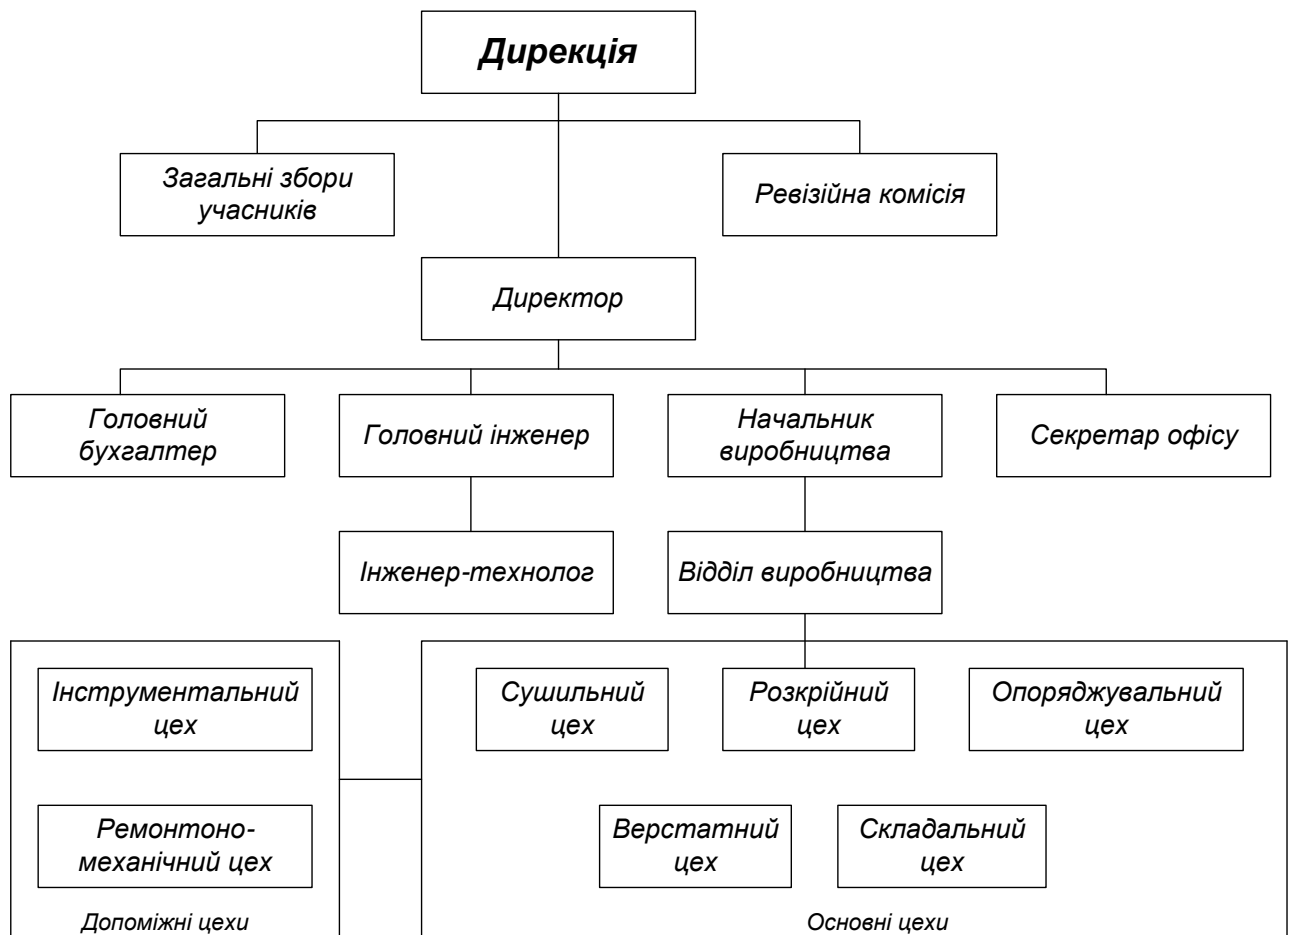 Дирекція
Загальні збори
учасників
Ревізійна комісія
Директор
Головний
бухгалтер
Головний інженер
Начальник
виробництва
Секретар офісу
Інженер-технолог
Відділ виробництва
Інструментальний
цех
Сушильний
цех
Розкрійний
цех
Опоряджувальний
цех
Ремонтоно-
механічний цех
Верстатний
цех
Складальний
цех
Допоміжні цехи
Основні цехи